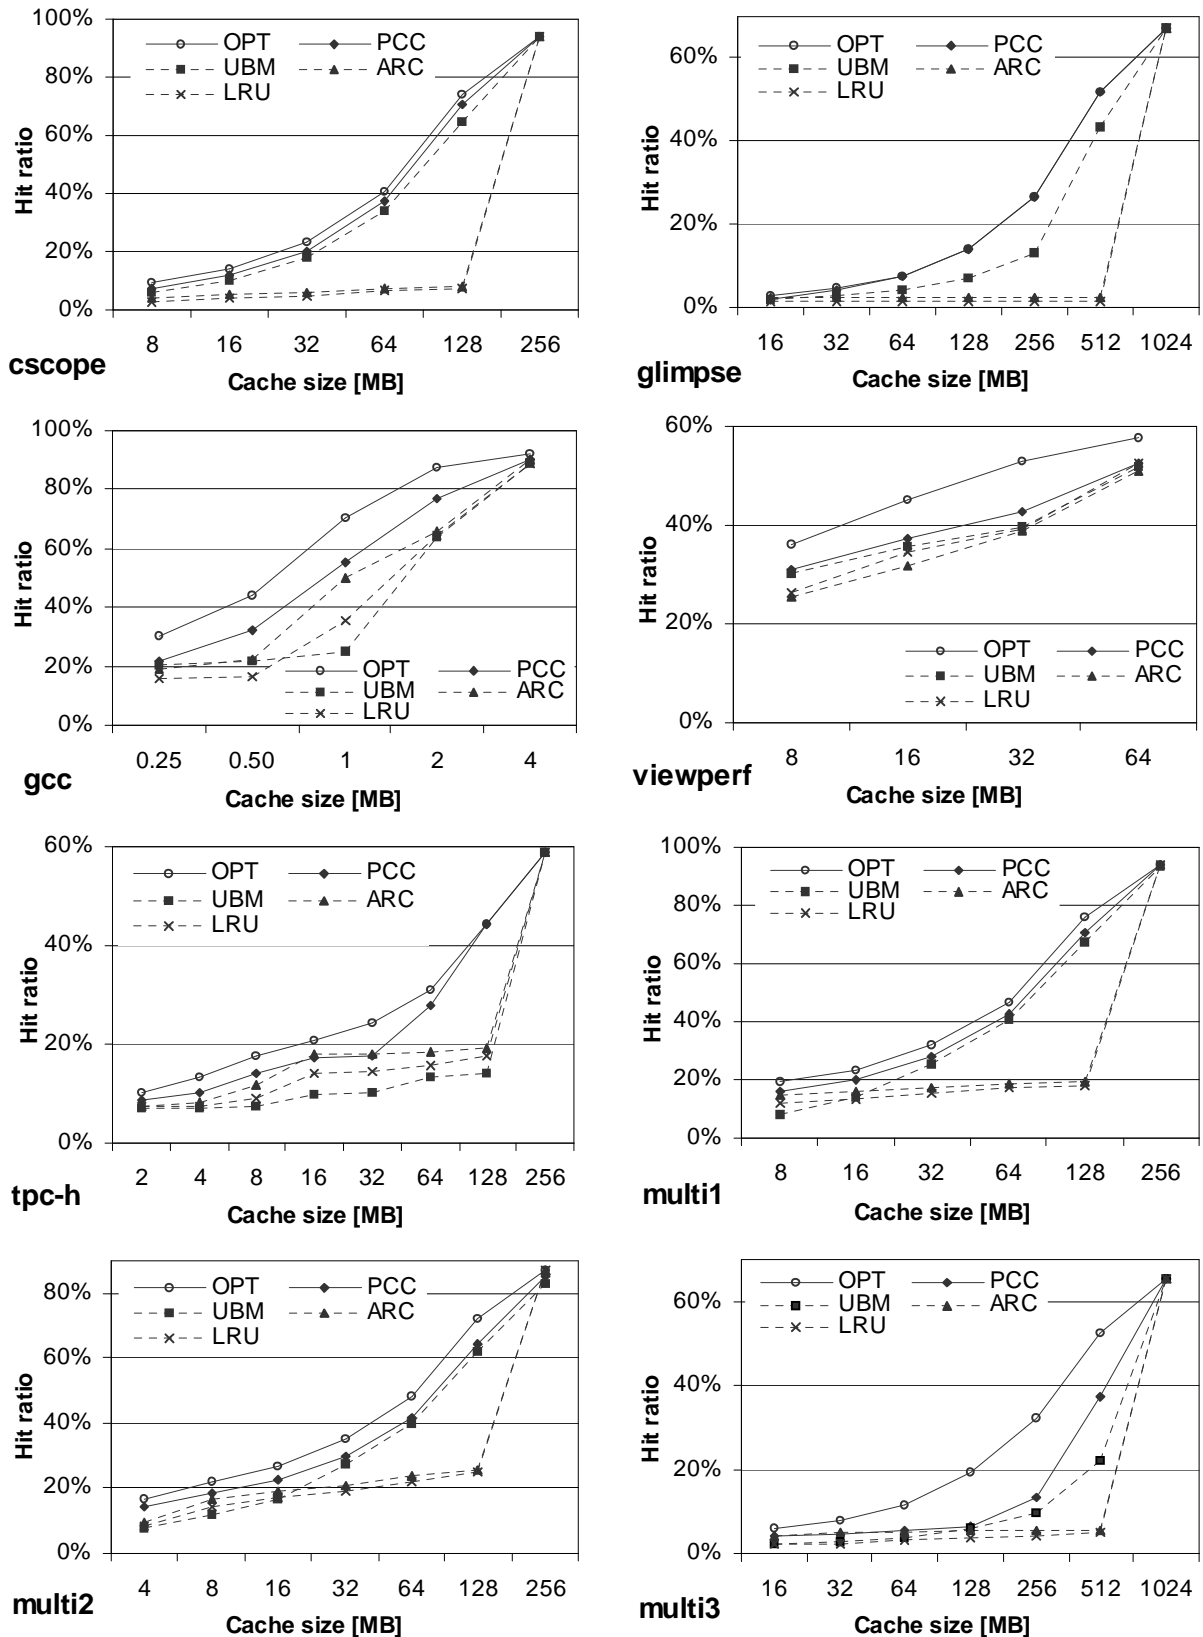 100%
80%
60%
40%
20%
0%
Hit ratio
OPT
PCC
UBM
ARC
LRU
8 16 32 64 128 256
cscope
Cache size [MB]
60%
40%
20%
0%
Hit ratio
OPT
PCC
UBM
ARC
LRU
16 32 64 128 256 512 1024
glimpse
Cache size [MB]
100%
80%
60%
40%
20%
0%
Hit ratio
OPT
PCC
UBM
ARC
LRU
0.25 0.50 1 2 4
gcc
Cache size [MB]
60%
40%
20%
0%
Hit ratio
OPT
PCC
UBM
ARC
LRU
8 16 32 64
viewperf
Cache size [MB]
60%
40%
20%
0%
Hit ratio
OPT
PCC
UBM
ARC
LRU
2 4 8 16 32 64 128 256
tpc-h
Cache size [MB]
100%
80%
60%
40%
20%
0%
Hit ratio
OPT
PCC
UBM
ARC
LRU
8 16 32 64 128 256
multi1
Cache size [MB]
80%
60%
40%
20%
0%
Hit ratio
OPT
PCC
UBM
ARC
LRU
4 8 16 32 64 128 256
multi2
Cache size [MB]
60%
40%
20%
0%
Hit ratio
OPT
PCC
UBM
ARC
LRU
16 32 64 128 256 512 1024
multi3
Cache size [MB]